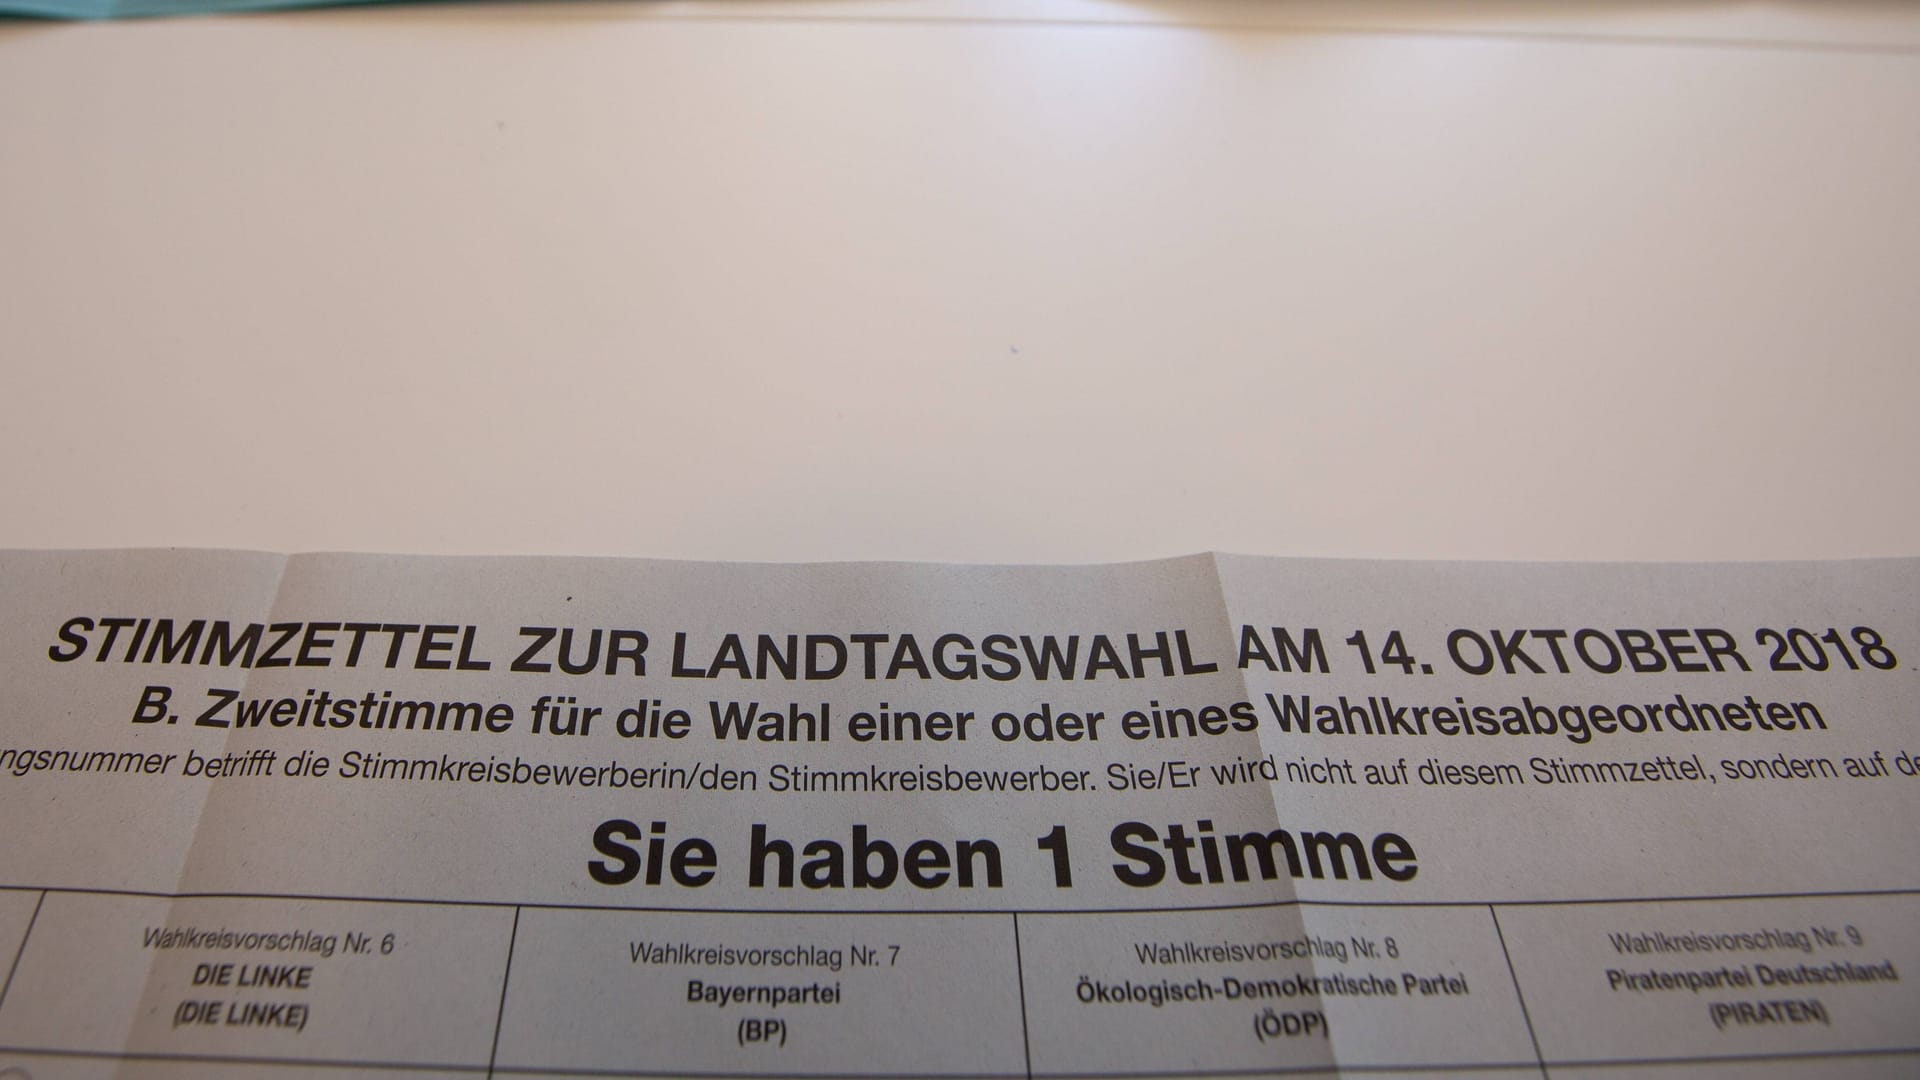 STIMMZETTEL ZUR LANDTAGSWAHL AM 14. OKTOBER 2018
B. Zweitstimme für die Wahl einer oder eines Wahlkreisabgeordneten
betrifft die Stimmkreisbewerberin/den Stimmkreisbewerber. Sie/Er wird nicht auf diesem Stimmzettel, sondern auf
Sie haben 1 Stimme
Wahlkreisvorschlag Nr. 6
DIE LINKE
(DIE LINKE)
Wahlkreisvorschlag Nr. 7
Bayernpartei
(BP)
Wahlkreisvorschlag Nr. 8
Ökologisch-Demokratische Partei
(ÖDP)
Wahlkreisvorschlag Nr. 9
Piratenpartei Deutschland
(PIRATEN)